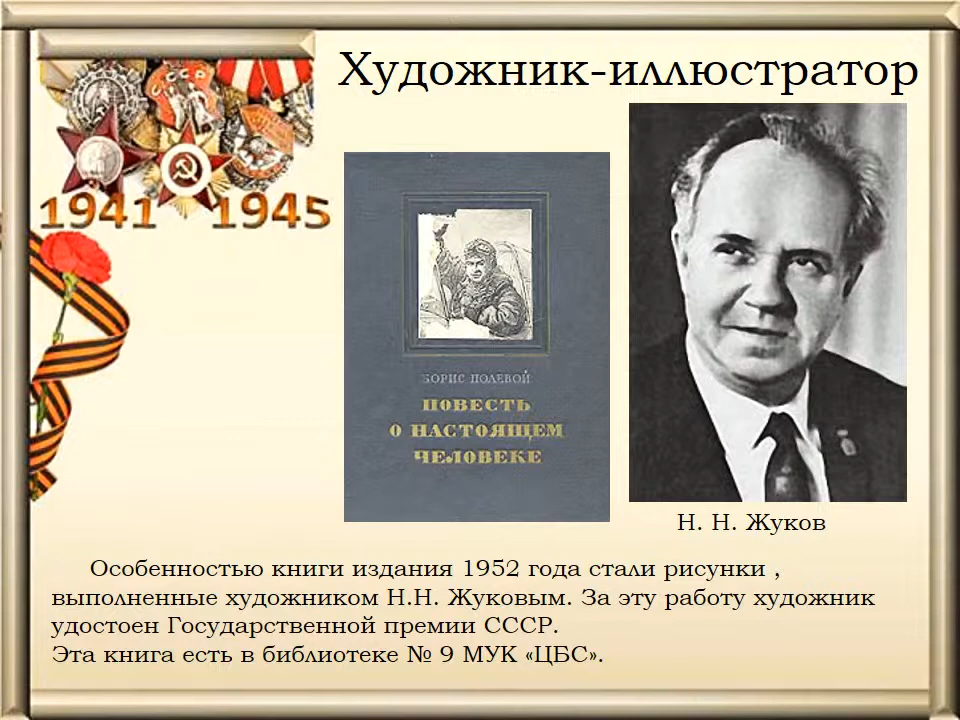 Художник-иллюстратор
1941 1945
БОРИС ПОЛЕВОЙ
ПОВЕСТЬ
О НАСТОЯЩЕМ
ЧЕЛОВЕКЕ
Н. Н. Жуков
Особенностью книги издания 1952 года стали рисунки ,
выполненные художником Н.Н. Жуковым. За эту работу художник
удостоен Государственной премии СССР.
Эта книга есть в библиотеке № 9 МУК «ЦБС».